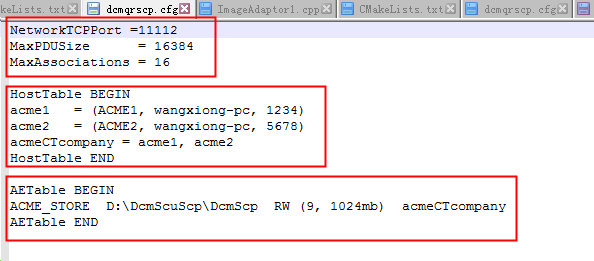 keLists.txt dcmqrscp.cfg ImageAdaptor1.cpp CMakeLists.txt dcmqrscp.cfg
NetworkTCPPort =11112
MaxPDUSize = 16384
MaxAssociations = 16
HostTable BEGIN
acme1 = (ACME1, wangxiong-pc, 1234)
acme2 = (ACME2, wangxiong-pc, 5678)
acmeCTcompany = acme1, acme2
HostTable END
AETable BEGIN
ACME_STORE D:\DcmScuScp\DcmScp RW (9, 1024mb) acmeCTcompany
AETable END